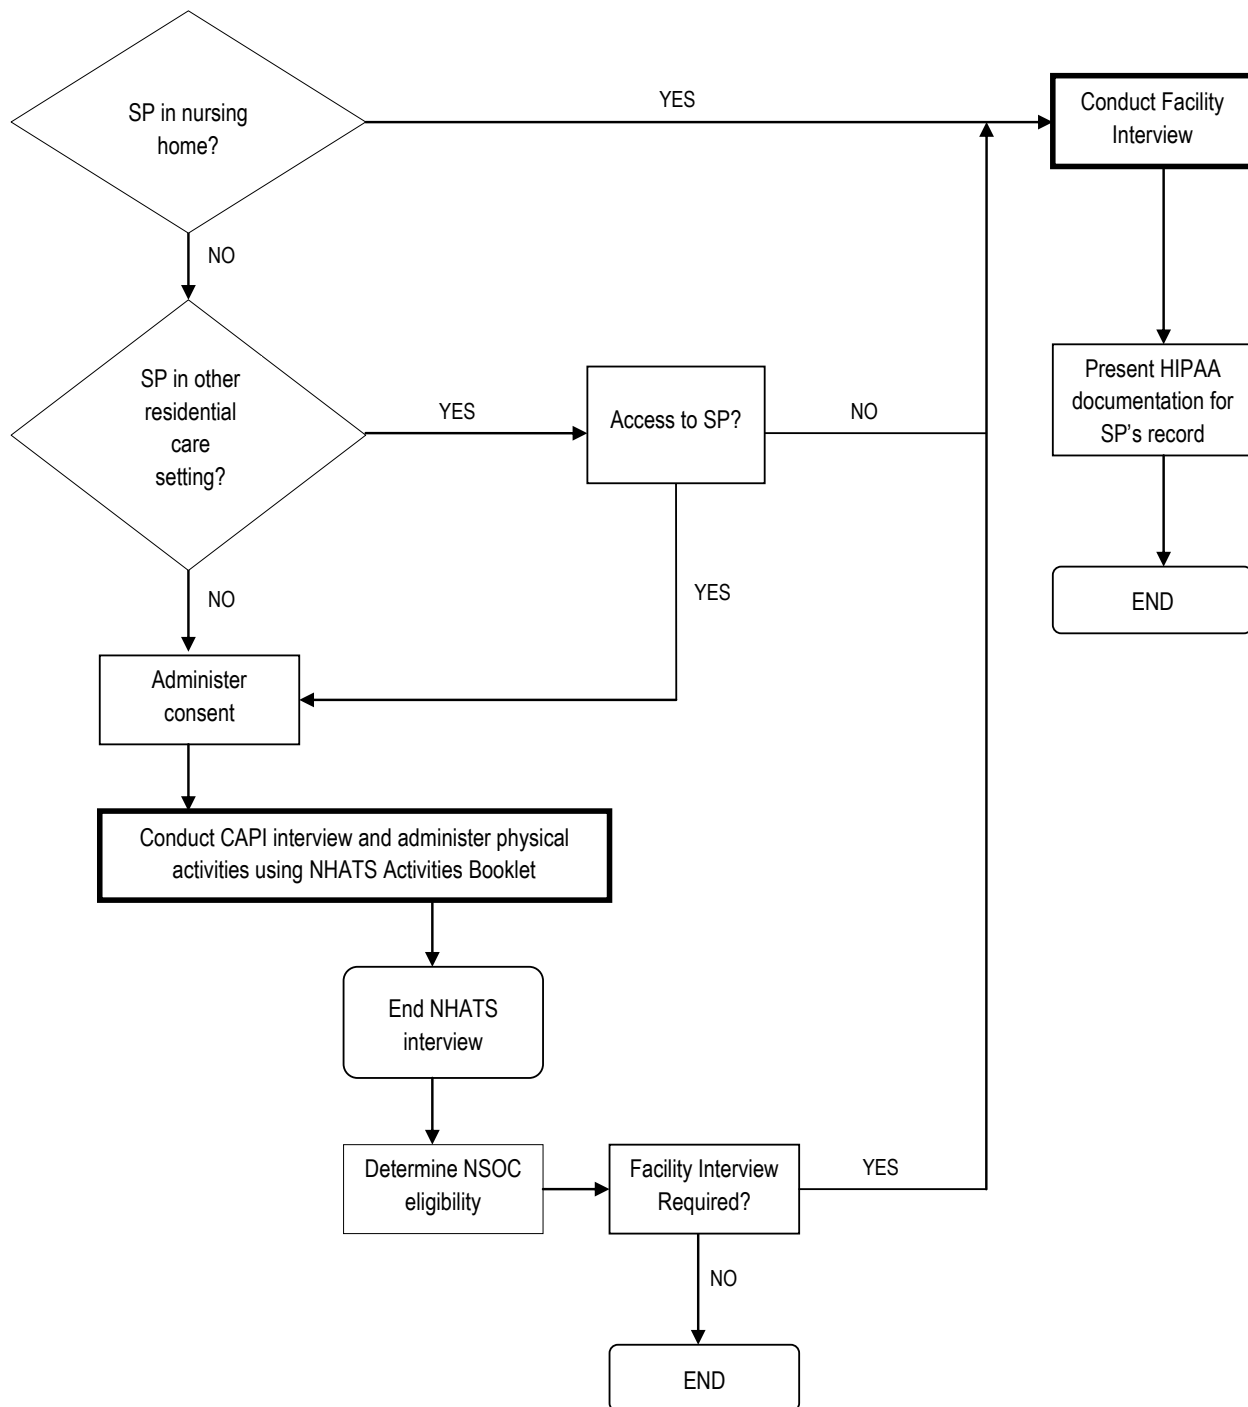 SP in nursing
home?
YES
Conduct Facility
Interview
NO
Present HIPAA
documentation for
SP’s record
SP in other
residential
care
setting?
YES
Access to SP?
NO
END
NO
YES
Administer
consent
Conduct CAPI interview and administer physical
activities using NHATS Activities Booklet
End NHATS
interview
Determine NSOC
eligibility
Facility Interview
Required?
YES
NO
END